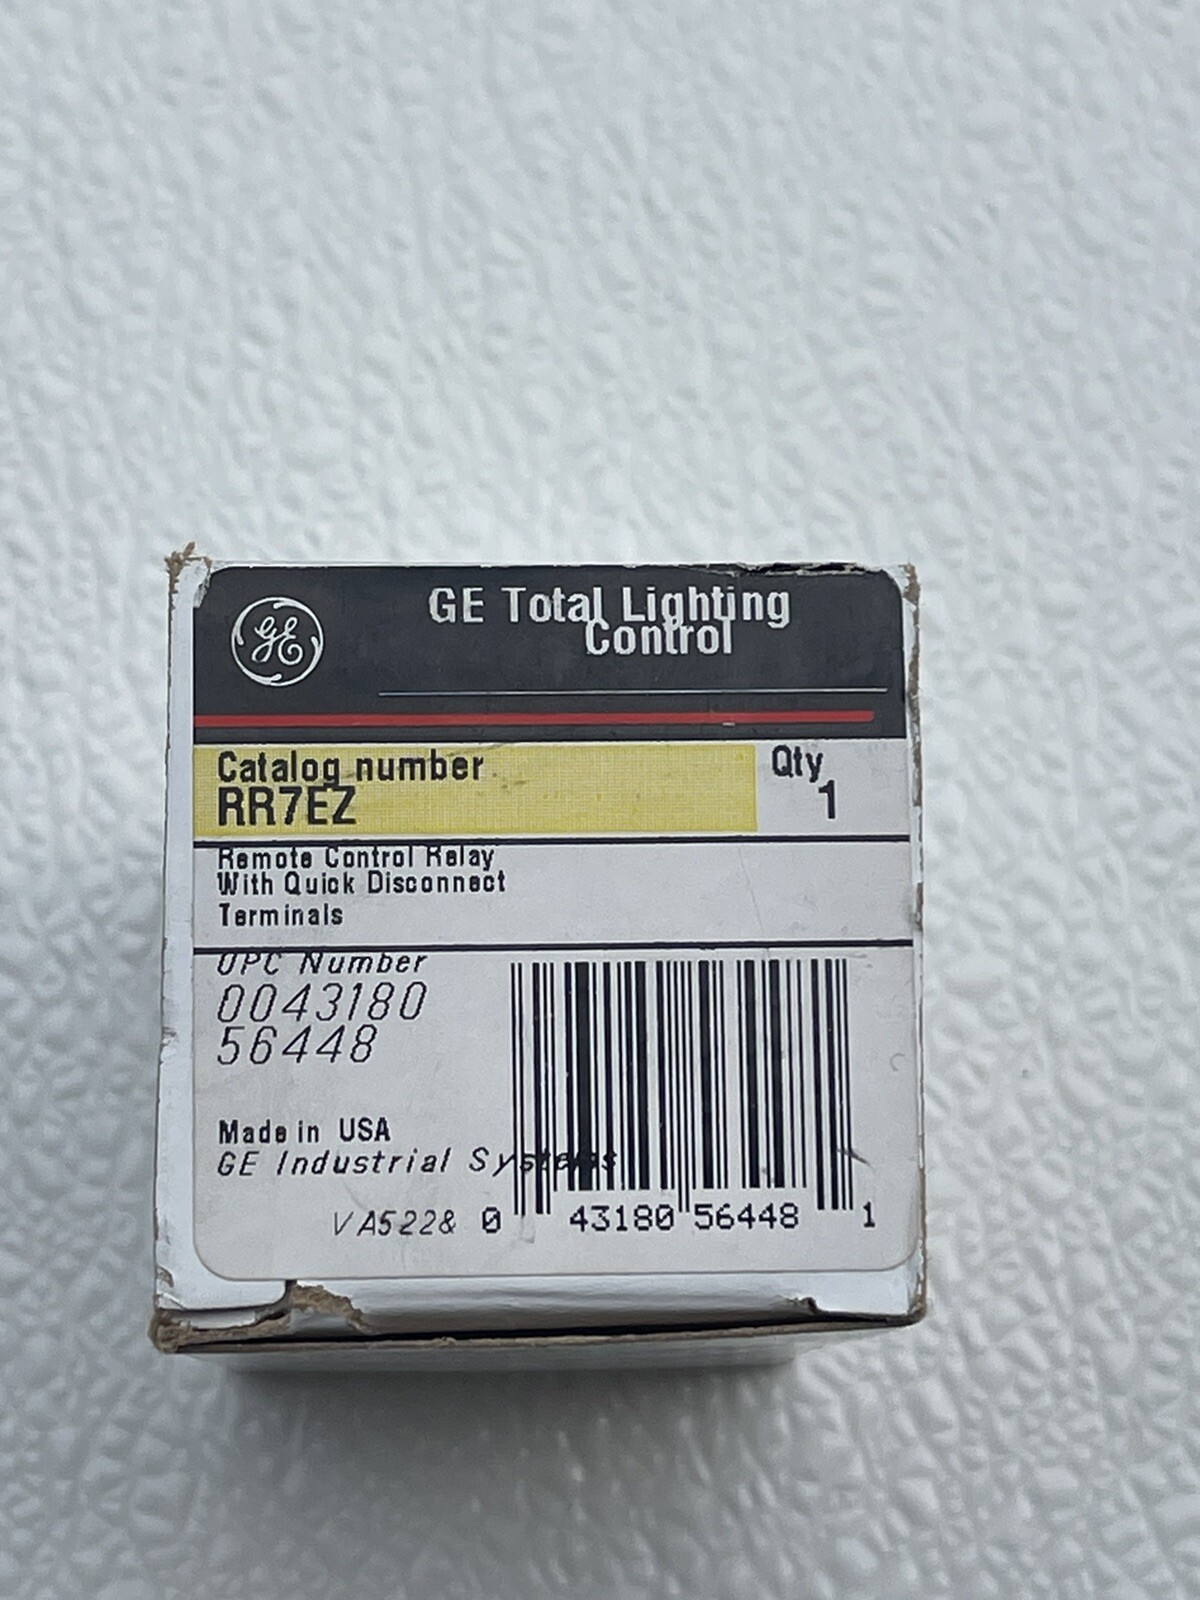 GE
GE Total Lighting
Control
Catalog number
RR7EZ
Qty
1
Remote Control Relay
With Quick Disconnect
Terminals
UPC Number
0043180
56448
Made in USA
GE Industrial Systems
VA522& 0 43180 56448 1